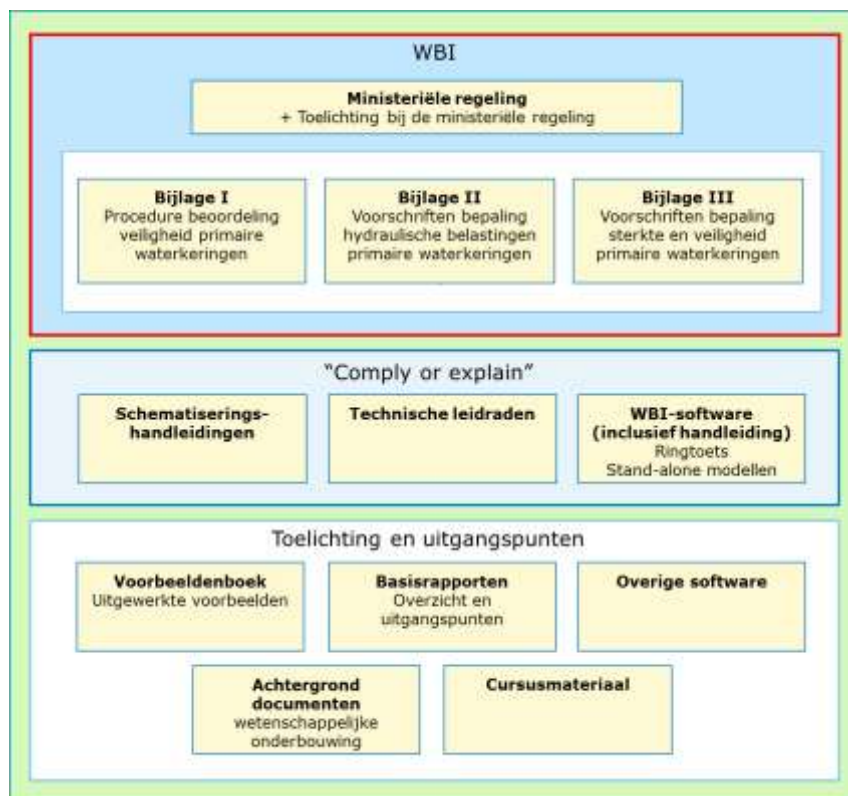 WBI
Ministeriële regeling
+ Toelichting bij de ministeriële regeling
Bijlage I
Procedure beoordeling
veiligheid primaire
waterkeringen
Bijlage II
Voorschriften bepaling
hydraulische belastingen
primaire waterkeringen
Bijlage III
Voorschriften bepaling
sterkte en veiligheid
primaire waterkeringen
“Comply or explain”
Schematiserings-
handleidingen
Technische leidraden
WBI-software
(inclusief handleiding)
Ringtoets
Stand-alone modellen
Toelichting en uitgangspunten
Voorbeeldenboek
Uitgewerkte voorbeelden
Basisrapporten
Overzicht en
uitgangspunten
Overige software
Achtergrond
documenten
wetenschappelijke
onderbouwing
Cursusmateriaal